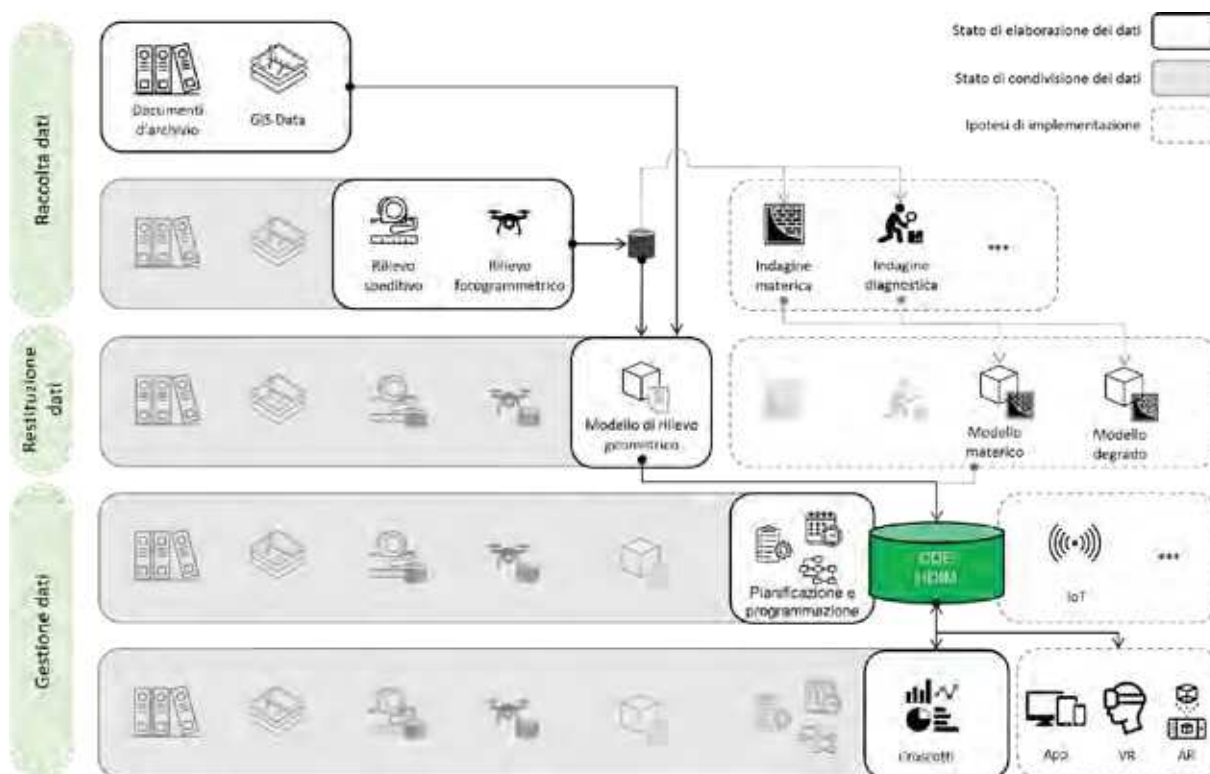 Stato di elaborazione dei dati
Stato di condivisione dei dati
Ipotesi di implementazione
Raccolta dati
Documenti
d'archivio
GIS Data
Rilievo
speditivo
Rilievo
fotogrammetrico
Indagine
materica
Indagine
diagnostica
...
Restituzione
dati
Modello di rilievo
geometrico
Modello
materico
Modello
degrado
Gestione dati
Pianificazione e
programmazione
CDE
IoT
...
Cruscotti
App
VR
AR